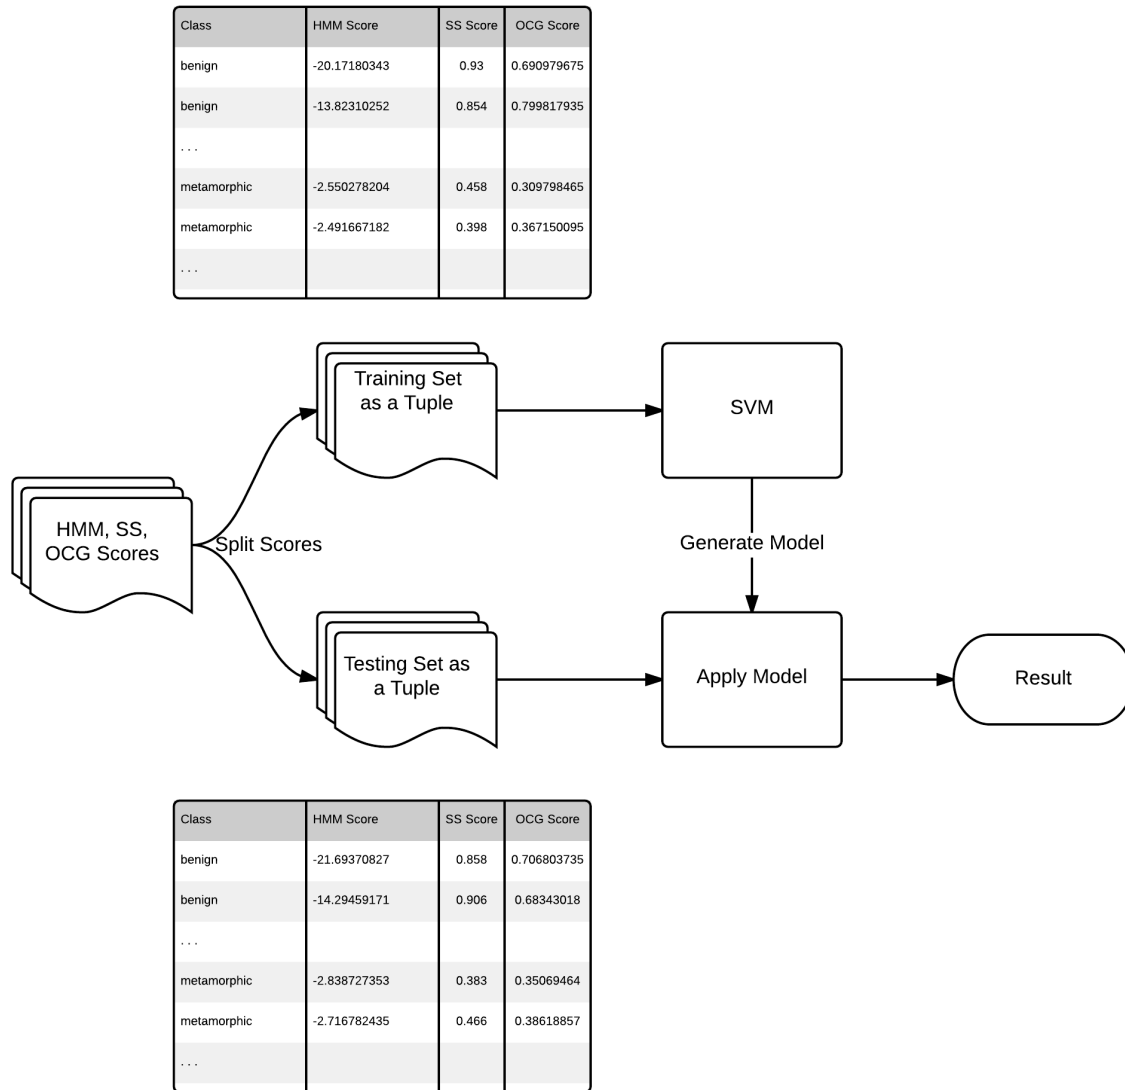 Class HMM Score SS Score OCG Score
benign -20.17180343 0.93 0.690979675
benign -13.82310252 0.854 0.799817935
. . .
metamorphic -2.550278204 0.458 0.309798465
metamorphic -2.491667182 0.398 0.367150095
. . .
Training Set
as a Tuple
SVM
HMM, SS,
OCG Scores
Split Scores
Generate Model
Testing Set as
a Tuple
Apply Model
Result
Class HMM Score SS Score OCG Score
benign -21.69370827 0.858 0.706803735
benign -14.29459171 0.906 0.68343018
. . .
metamorphic -2.838727353 0.383 0.35069464
metamorphic -2.716782435 0.466 0.38618857
. . .